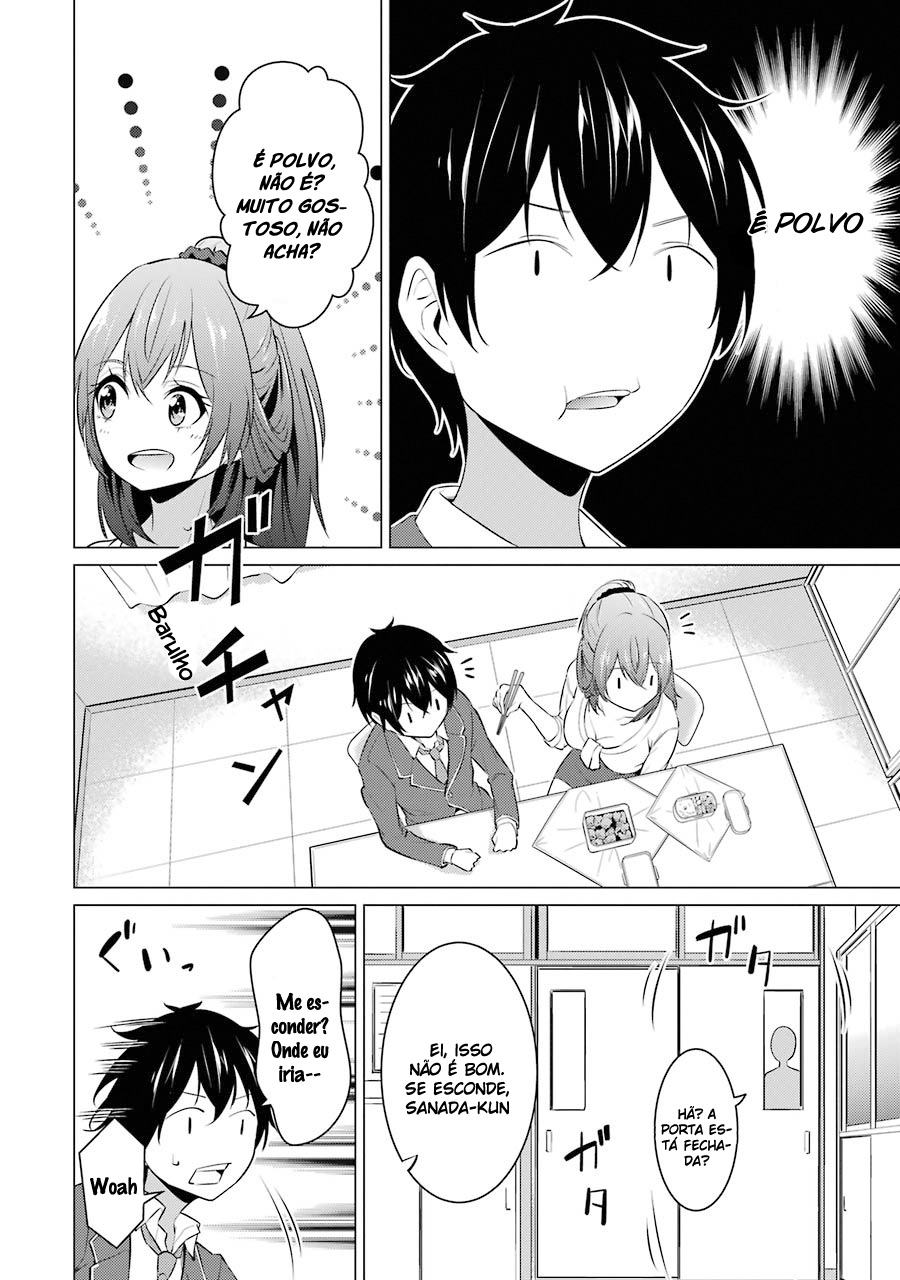 É POLVO
É POLVO,
NÃO É?
MUITO GOS-
TOSO, NÃO
ACHA?
ガチャン
Barulho
ガタ
HÃ? A
PORTA ES-
TÁ FECHA-
DA?
ガタ
EI, ISSO
NÃO É BOM.
SE ESCONDE,
SANADA-KUN
Me es-
conder?
Onde eu
iria--
ぐいっ
Woah